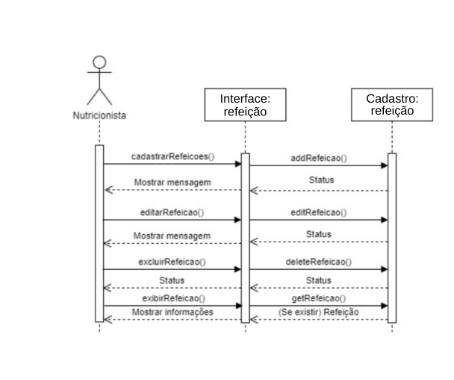 Interface:
refeição
Cadastro:
refeição
Nutricionista
cadastrarRefeicoes()
addRefeicao()
Mostrar mensagem
Status
editarRefeicao()
editRefeicao()
Mostrar mensagem
Status
excluirRefeicao()
deleteRefeicao()
Status
Status
exibirRefeicao()
getRefeicao()
Mostrar informações
(Se existir) Refeição